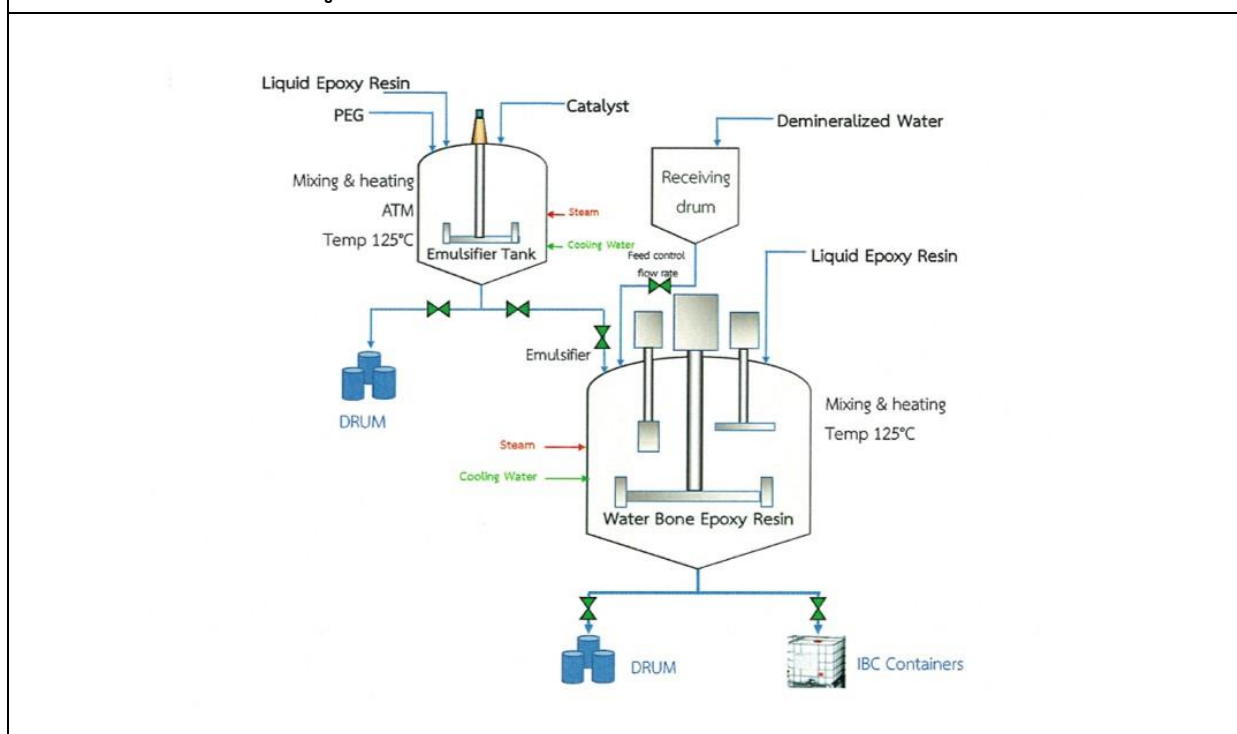 Liquid Epoxy Resin
PEG
Catalyst
Demineralized Water
Mixing & heating
ATM
Temp 125°C
Steam
Cooling Water
Emulsifier Tank
Receiving
drum
Feed control
flow rate
Liquid Epoxy Resin
Emulsifier
DRUM
Mixing & heating
Temp 125°C
Steam
Cooling Water
Water Bone Epoxy Resin
DRUM
IBC Containers